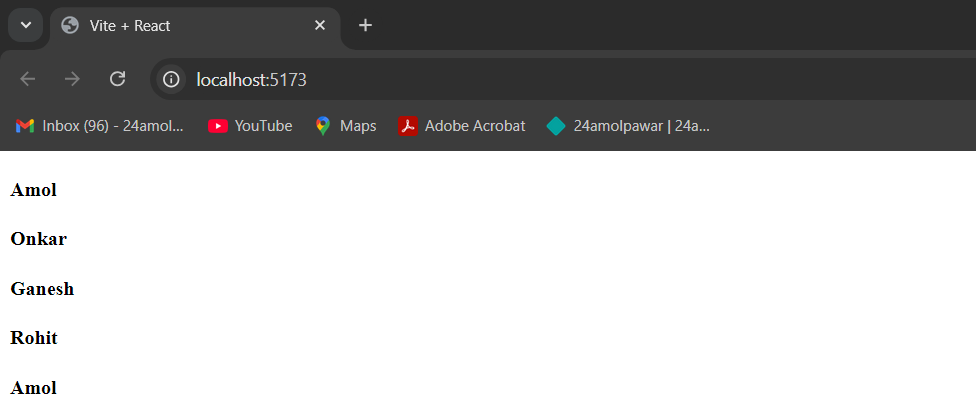 Vite + React
localhost:5173
Inbox (96) - 24amol... YouTube Maps Adobe Acrobat 24amolpawar | 24a...
Amol
Onkar
Ganesh
Rohit
Amol